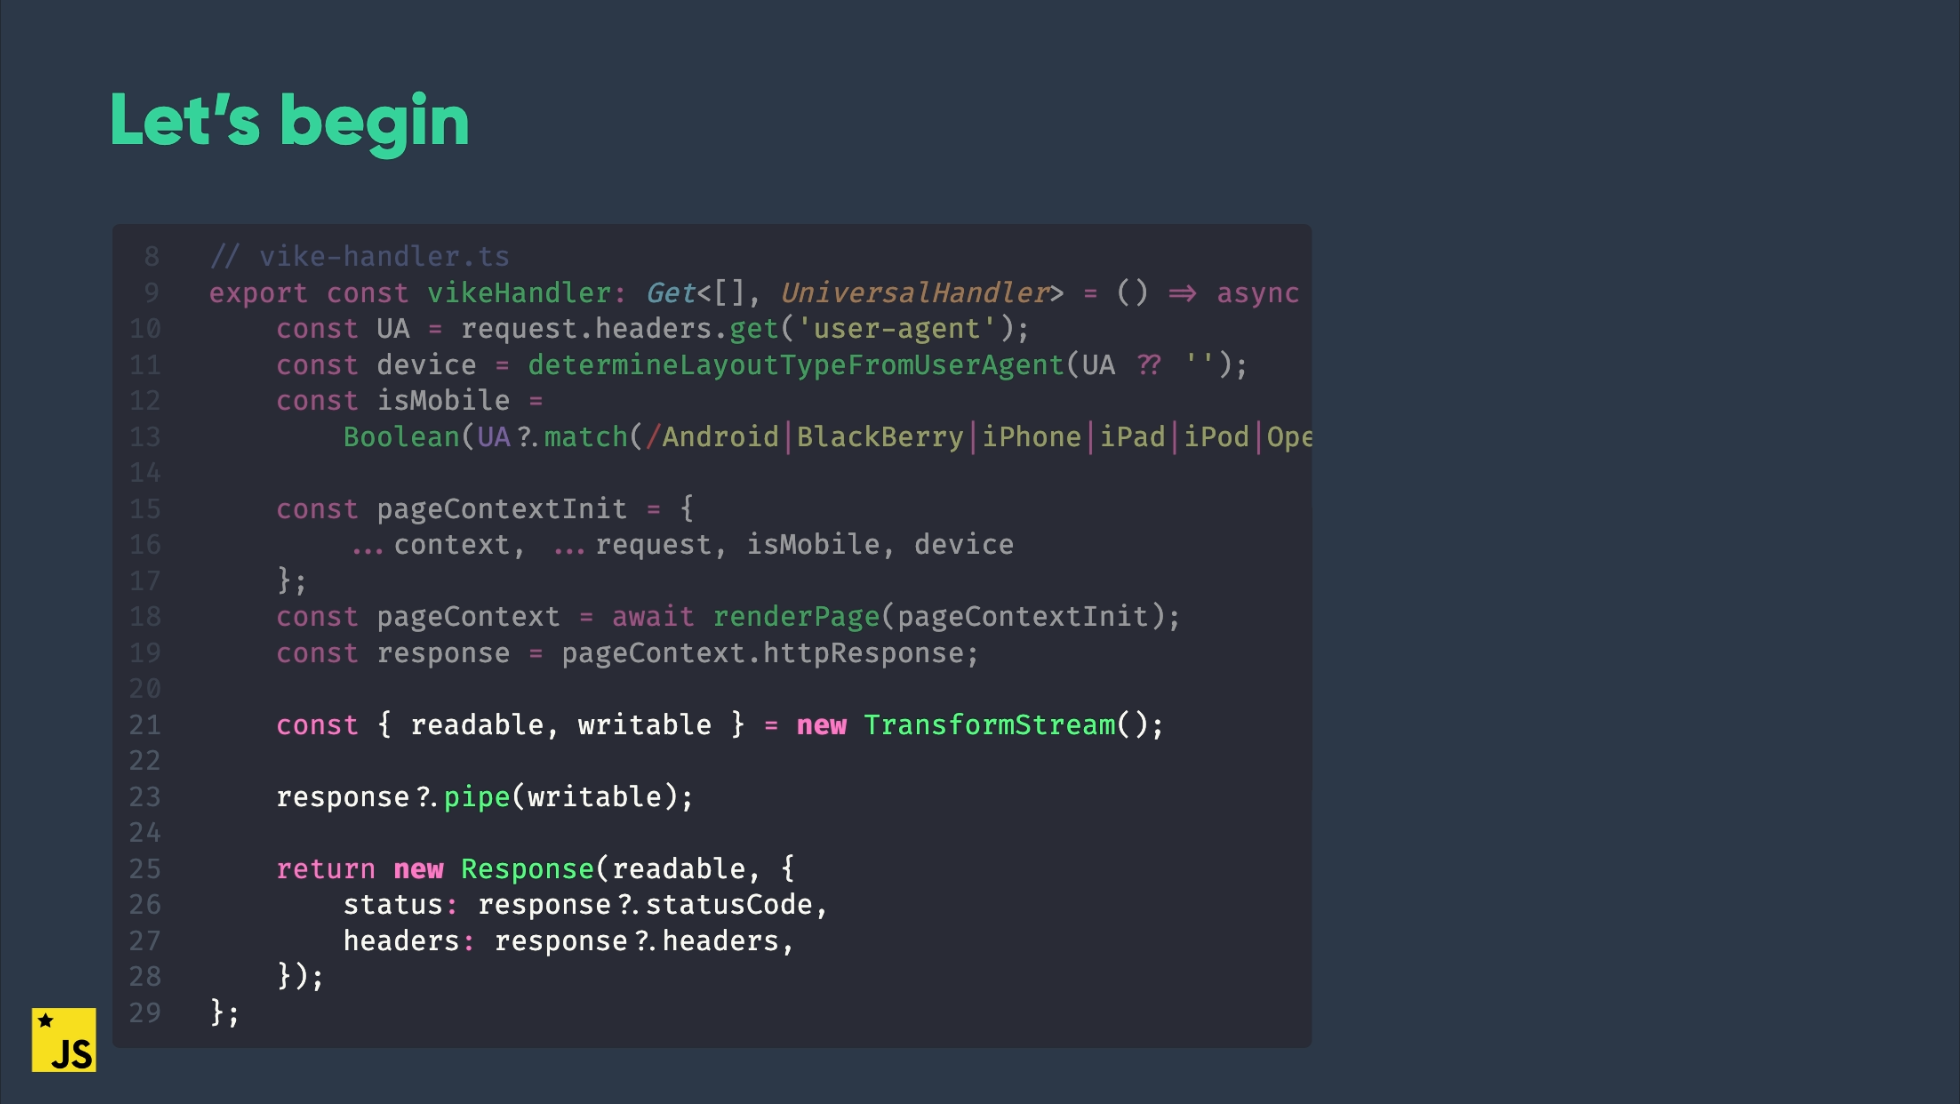 Let’s begin
8 // vike-handler.ts
9 export const vikeHandler: Get<[], UniversalHandler> = () => async
10 const UA = request.headers.get('user-agent');
11 const device = determineLayoutTypeFromUserAgent(UA ?? '');
12 const isMobile =
13 Boolean(UA?.match(/Android|BlackBerry|iPhone|iPad|iPod|Ope
14
15 const pageContextInit = {
16 ...context, ...request, isMobile, device
17 };
18 const pageContext = await renderPage(pageContextInit);
19 const response = pageContext.httpResponse;
20
21 const { readable, writable } = new TransformStream();
22
23 response?.pipe(writable);
24
25 return new Response(readable, {
26 status: response?.statusCode,
27 headers: response?.headers,
28 });
29 };
JS